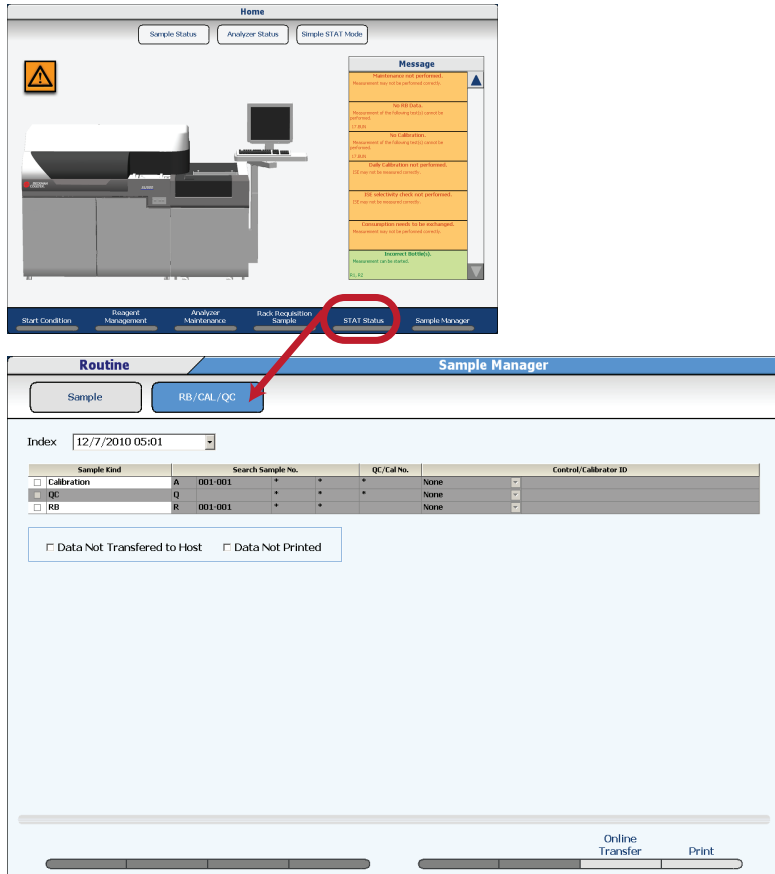 Home
Sample Status Analyzer Status Simple STAT Mode
Message
Maintenance not performed.
Measurement may not be performed correctly.
No RB Data.
Measurement of the following test(s) cannot be
performed.
17.BUN
No Calibration.
Measurement of the following test(s) cannot be
performed.
17.BUN
Daily Calibration not performed.
ISE may not be measured correctly.
ISE selectivity check not performed.
ISE may not be measured correctly.
Consumption needs to be exchanged.
Measurement may not be performed correctly.
Incorrect Bottle(s).
Measurement can be started.
R1, R2
BECKMAN
COULTER
Start Condition
Reagent
Management
Analyzer
Maintenance
Rack Requisition
Sample
STAT Status
Sample Manager
Routine Sample Manager
Sample RB/CAL/QC
Index 12/7/2010 05:01
Sample Kind Search Sample No. QC/Cal No. Control/Calibrator ID
Calibration A 001-001 * * * None
QC Q * * * None
RB R 001-001 * * None
Data Not Transfered to Host Data Not Printed
Online
Transfer
Print